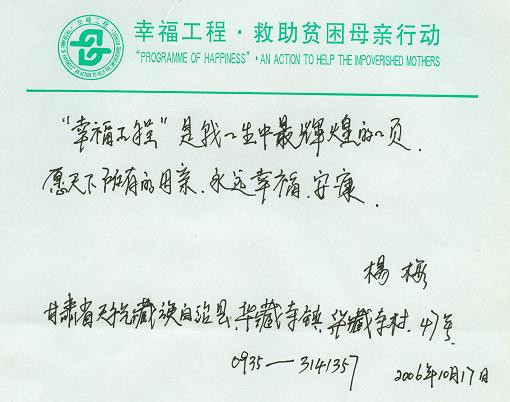 幸福工程·救助贫困母亲行动
"PROGRAMME OF HAPPINESS"·AN ACTION TO HELP THE IMPOVERISHED MOTHERS
"幸福工程"是我一生中最辉煌的一页.
愿天下所有的母亲.永远幸福.安康.
楊梅
甘肃省天祝藏族自治县.华藏寺镇.华藏寺村.47号.
0935—3141357 2006年10月17日